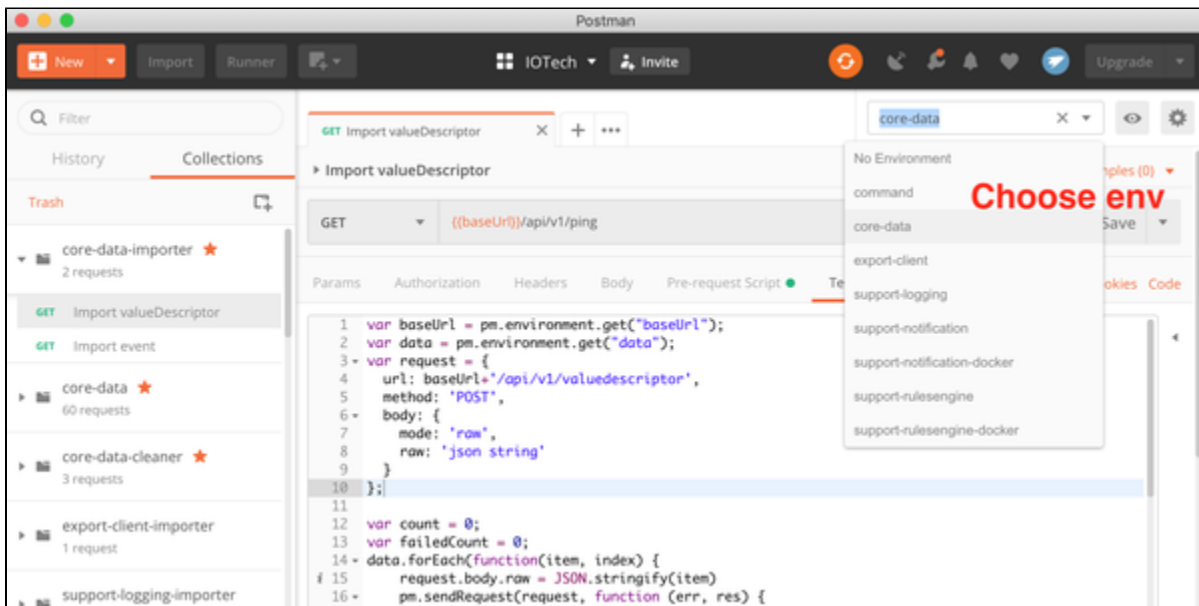 Postman
New
Import
Runner
IOTech
Invite
Upgrade
Filter
History
Collections
Trash
core-data-importer
2 requests
GET Import valueDescriptor
GET Import event
core-data
60 requests
core-data-cleaner
3 requests
export-client-importer
1 request
support-logging-importer
GET Import valueDescriptor
Import valueDescriptor
GET
{{baseUrl}}/api/v1/ping
Save
Params
Authorization
Headers
Body
Pre-request Script
Te
okies
Code
core-data
No Environment
command
core-data
export-client
support-logging
support-notification
support-notification-docker
support-rulesengine
support-rulesengine-docker
Choose env
ples (0)
1 var baseUrl = pm.environment.get("baseUrl");
2 var data = pm.environment.get("data");
3 var request = {
4 url: baseUrl+'/api/v1/valuedescriptor',
5 method: 'POST',
6 body: {
7 mode: 'raw',
8 raw: 'json string'
9 }
10 };
11
12 var count = 0;
13 var failedCount = 0;
14 data.forEach(function(item, index) {
i 15 request.body.raw = JSON.stringify(item)
16 pm.sendRequest(request, function (err, res) {